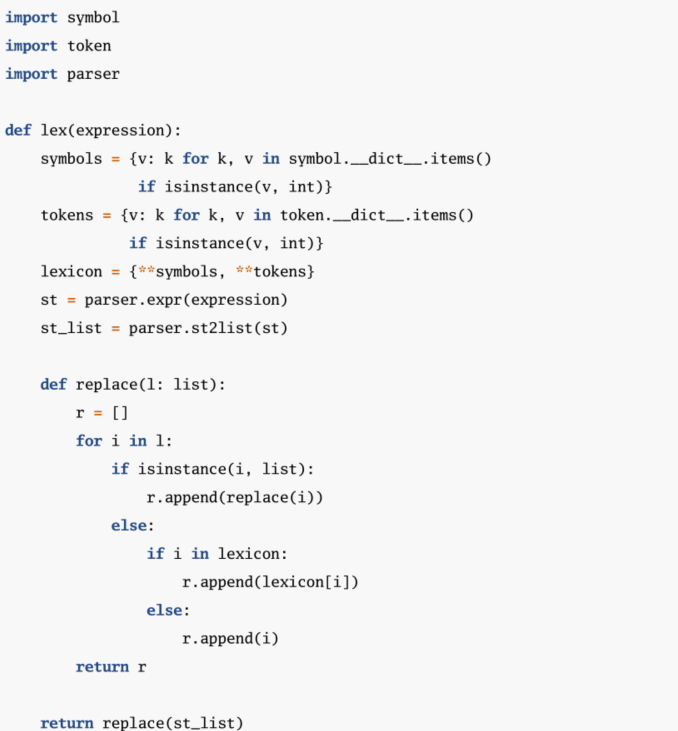 import symbol
import token
import parser

def lex(expression):
    symbols = {v: k for k, v in symbol.__dict__.items()
               if isinstance(v, int)}
    tokens = {v: k for k, v in token.__dict__.items()
              if isinstance(v, int)}
    lexicon = {**symbols, **tokens}
    st = parser.expr(expression)
    st_list = parser.st2list(st)

    def replace(l: list):
        r = []
        for i in l:
            if isinstance(i, list):
                r.append(replace(i))
            else:
                if i in lexicon:
                    r.append(lexicon[i])
                else:
                    r.append(i)
        return r

    return replace(st_list)